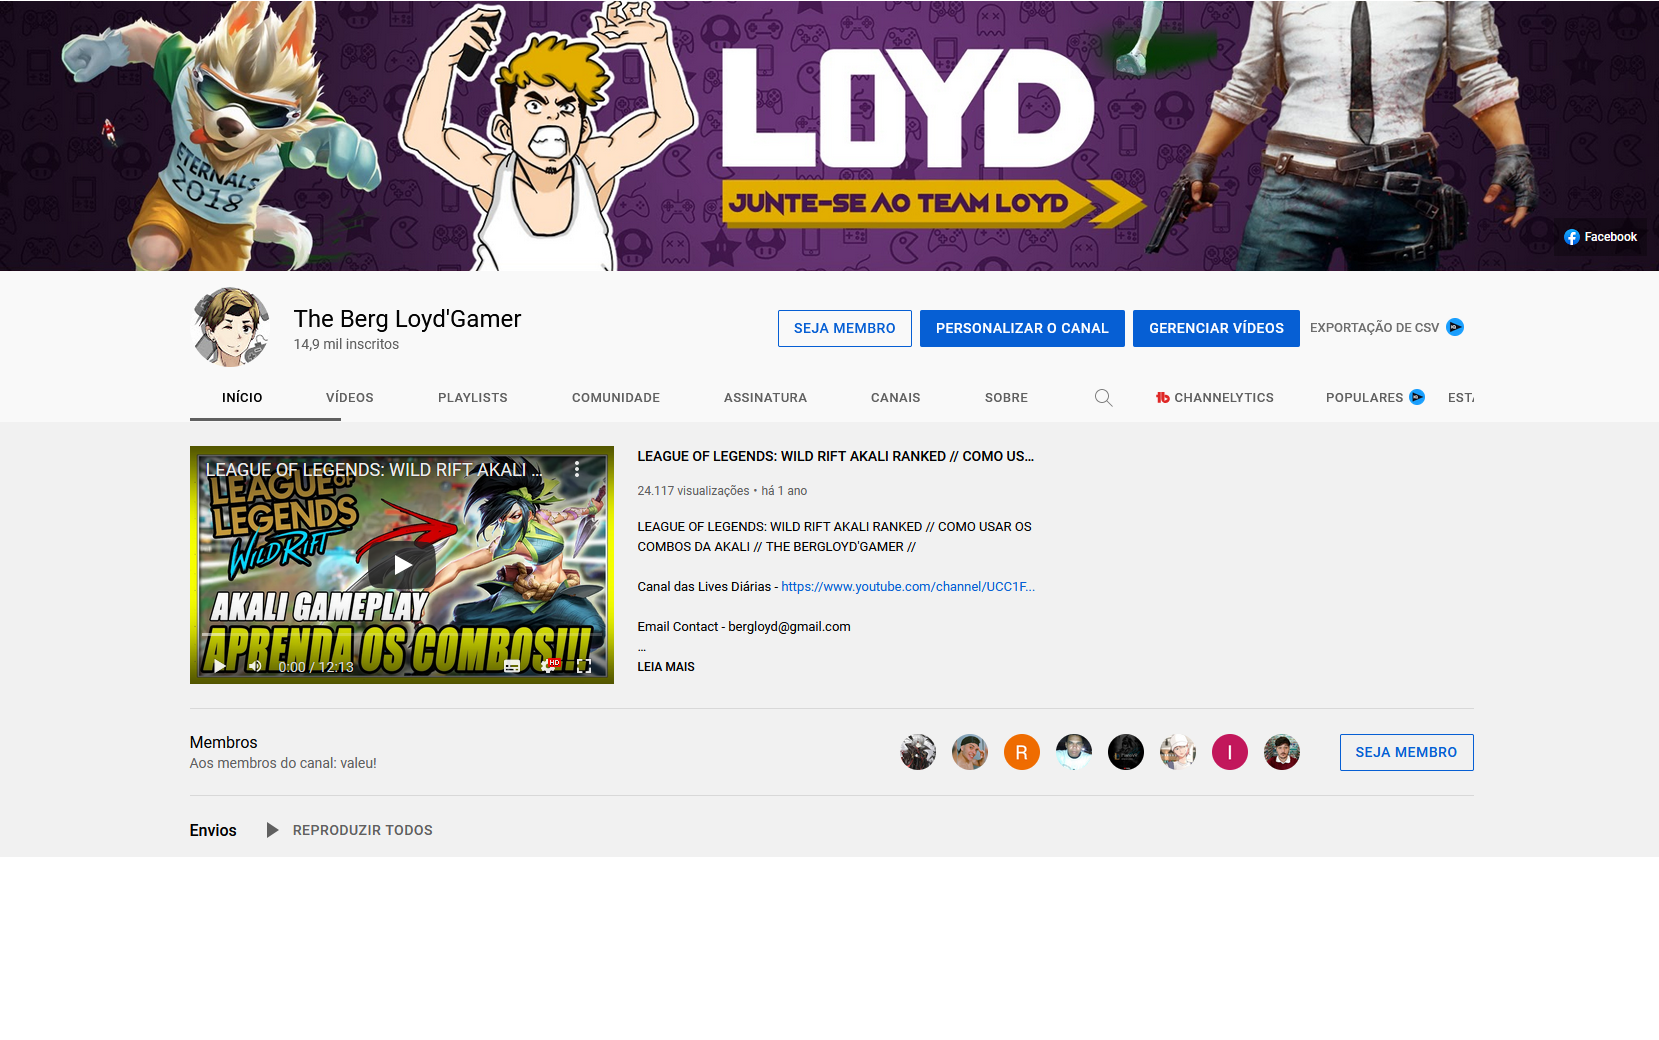 ETERNALS
2018
LOYD
JUNTE-SE AO TEAM LOYD
Facebook
The Berg Loyd'Gamer
14,9 mil inscritos
SEJA MEMBRO
PERSONALIZAR O CANAL
GERENCIAR VÍDEOS
EXPORTAÇÃO DE CSV
INÍCIO
VÍDEOS
PLAYLISTS
COMUNIDADE
ASSINATURA
CANAIS
SOBRE
CHANNELYTICS
POPULARES
LEAGUE OF LEGENDS: WILD RIFT AKALI ...
LEAGUE OF
LEGENDS
WILD RIFT
AKALI GAMEPLAY
APRENDA OS COMBOS!!!
0:00 / 12:13
HD
LEAGUE OF LEGENDS: WILD RIFT AKALI RANKED // COMO US...
24.117 visualizações • há 1 ano
LEAGUE OF LEGENDS: WILD RIFT AKALI RANKED // COMO USAR OS
COMBOS DA AKALI // THE BERGLOYD'GAMER //
Canal das Lives Diárias - https://www.youtube.com/channel/UCC1F...
Email Contact - bergloyd@gmail.com
...
LEIA MAIS
Membros
Aos membros do canal: valeu!
R
I
SEJA MEMBRO
Envios
REPRODUZIR TODOS